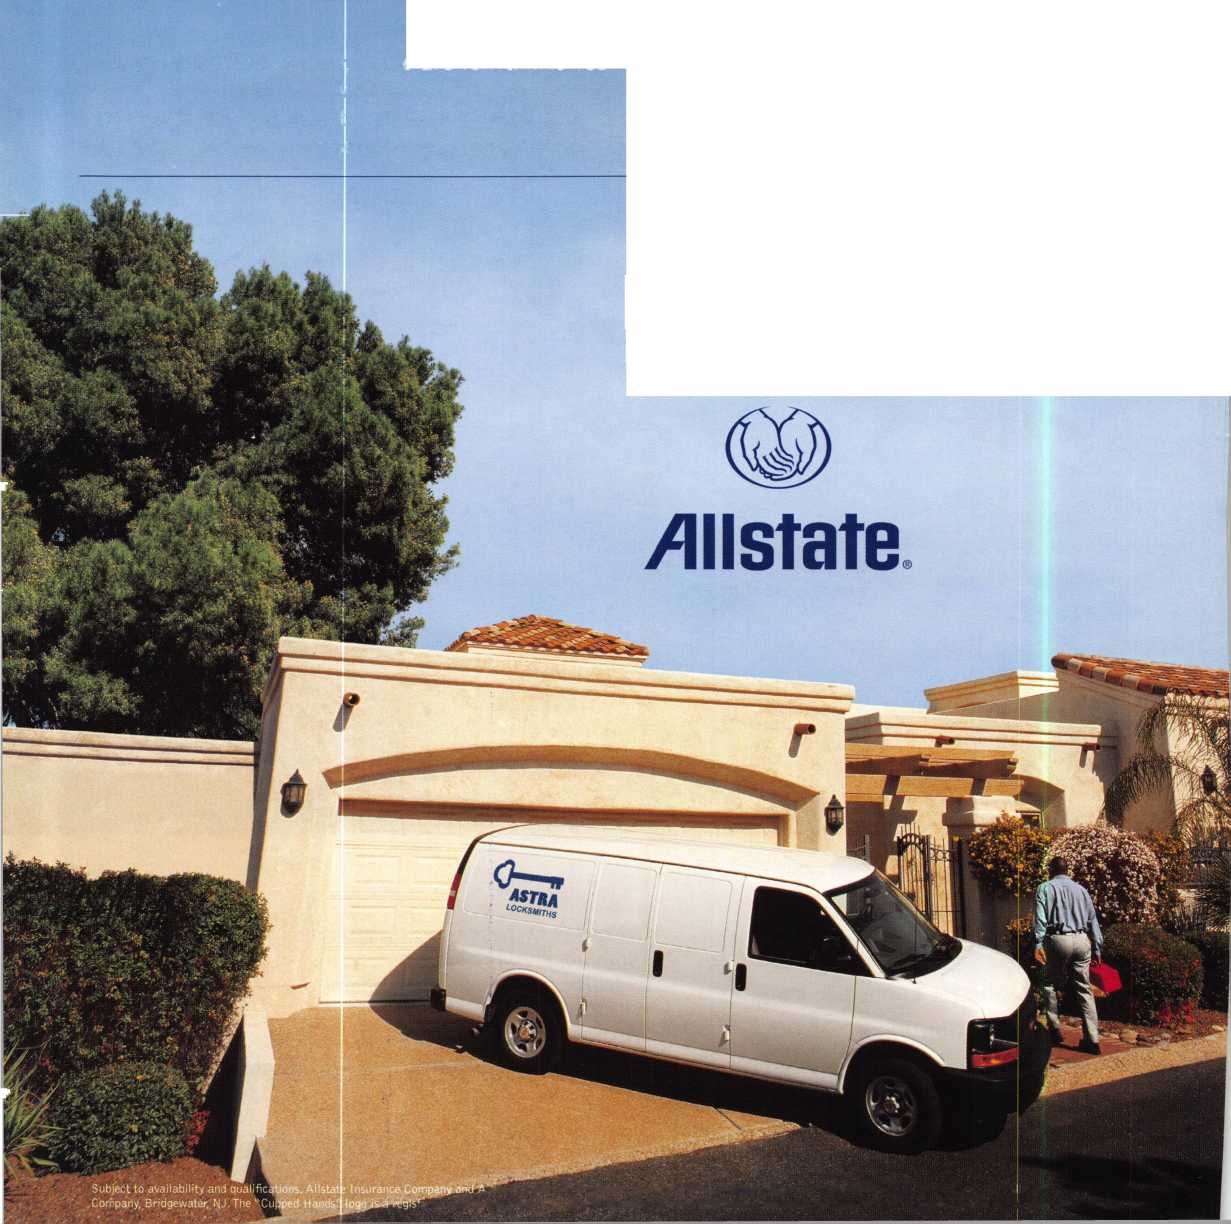 Allstate®
ASTRA
LOCKSMITHS
Subject to availability and qualifications. Allstate Insurance Company and A
Company, Bridgewater, NJ. The "Cupped Hands" logo is a regis